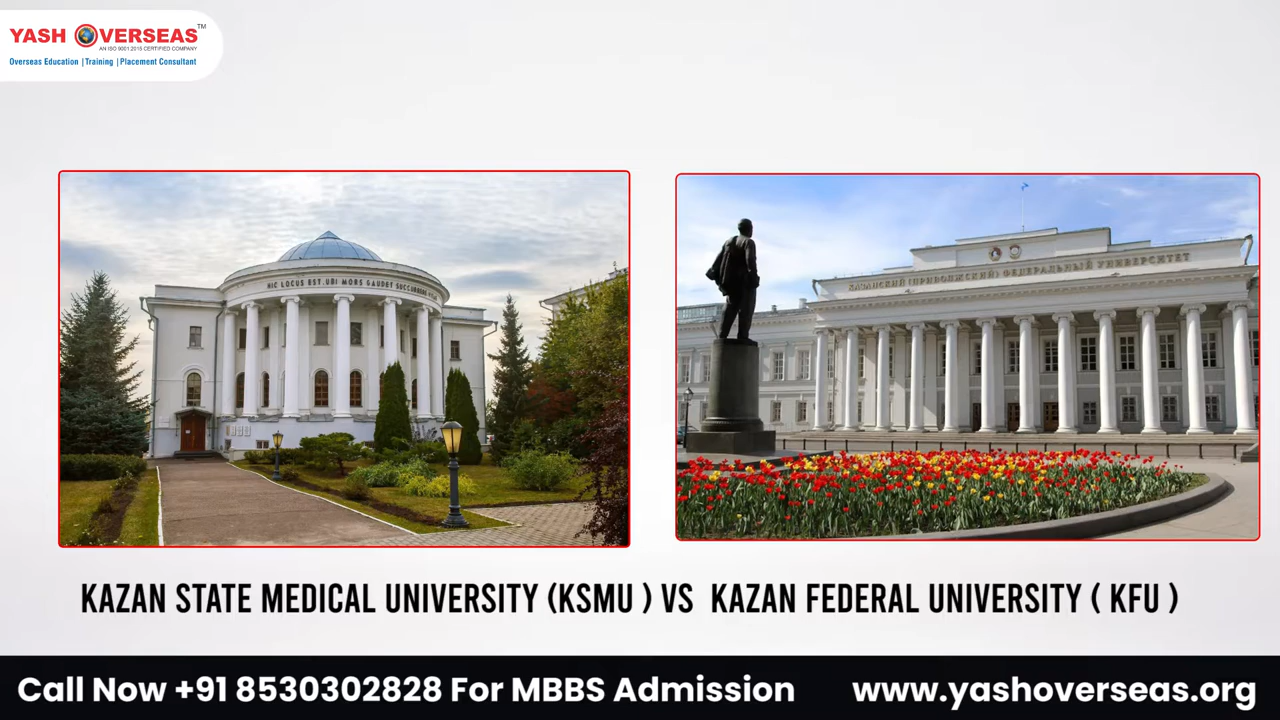 YASH OVERSEAS TM
AN ISO 9001:2015 CERTIFIED COMPANY
Overseas Education | Training | Placement Consultant
HIC LOCUS EST UBI MORS GAUDET SUCCURRERE
КАЗАНСКИЙ (ПРИВОЛЖСКИЙ) ФЕДЕРАЛЬНЫЙ УНИВЕРСИТЕТ
KAZAN STATE MEDICAL UNIVERSITY (KSMU ) VS KAZAN FEDERAL UNIVERSITY ( KFU )
Call Now +91 8530302828 For MBBS Admission
www.yashoverseas.org